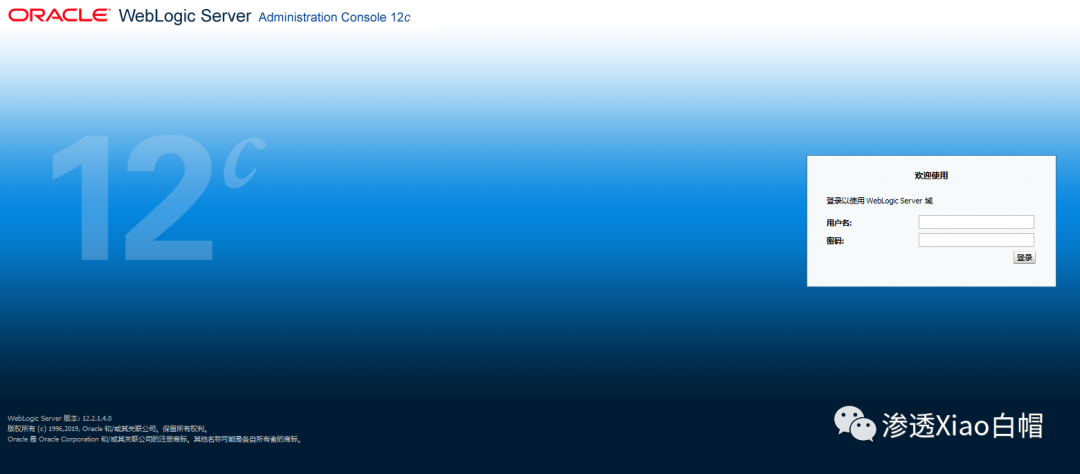 ORACLE WebLogic Server Administration Console 12c
12c
欢迎使用
登录以使用 WebLogic Server 域
用户名:
密码:
登录
WebLogic Server 版本: 12.2.1.4.0
版权所有 (c) 1996,2019, Oracle 和/或其关联公司。保留所有权利。
Oracle 是 Oracle Corporation 和/或其关联公司的注册商标。其他名称可能是各自所有者的商标。
渗透Xiao白帽